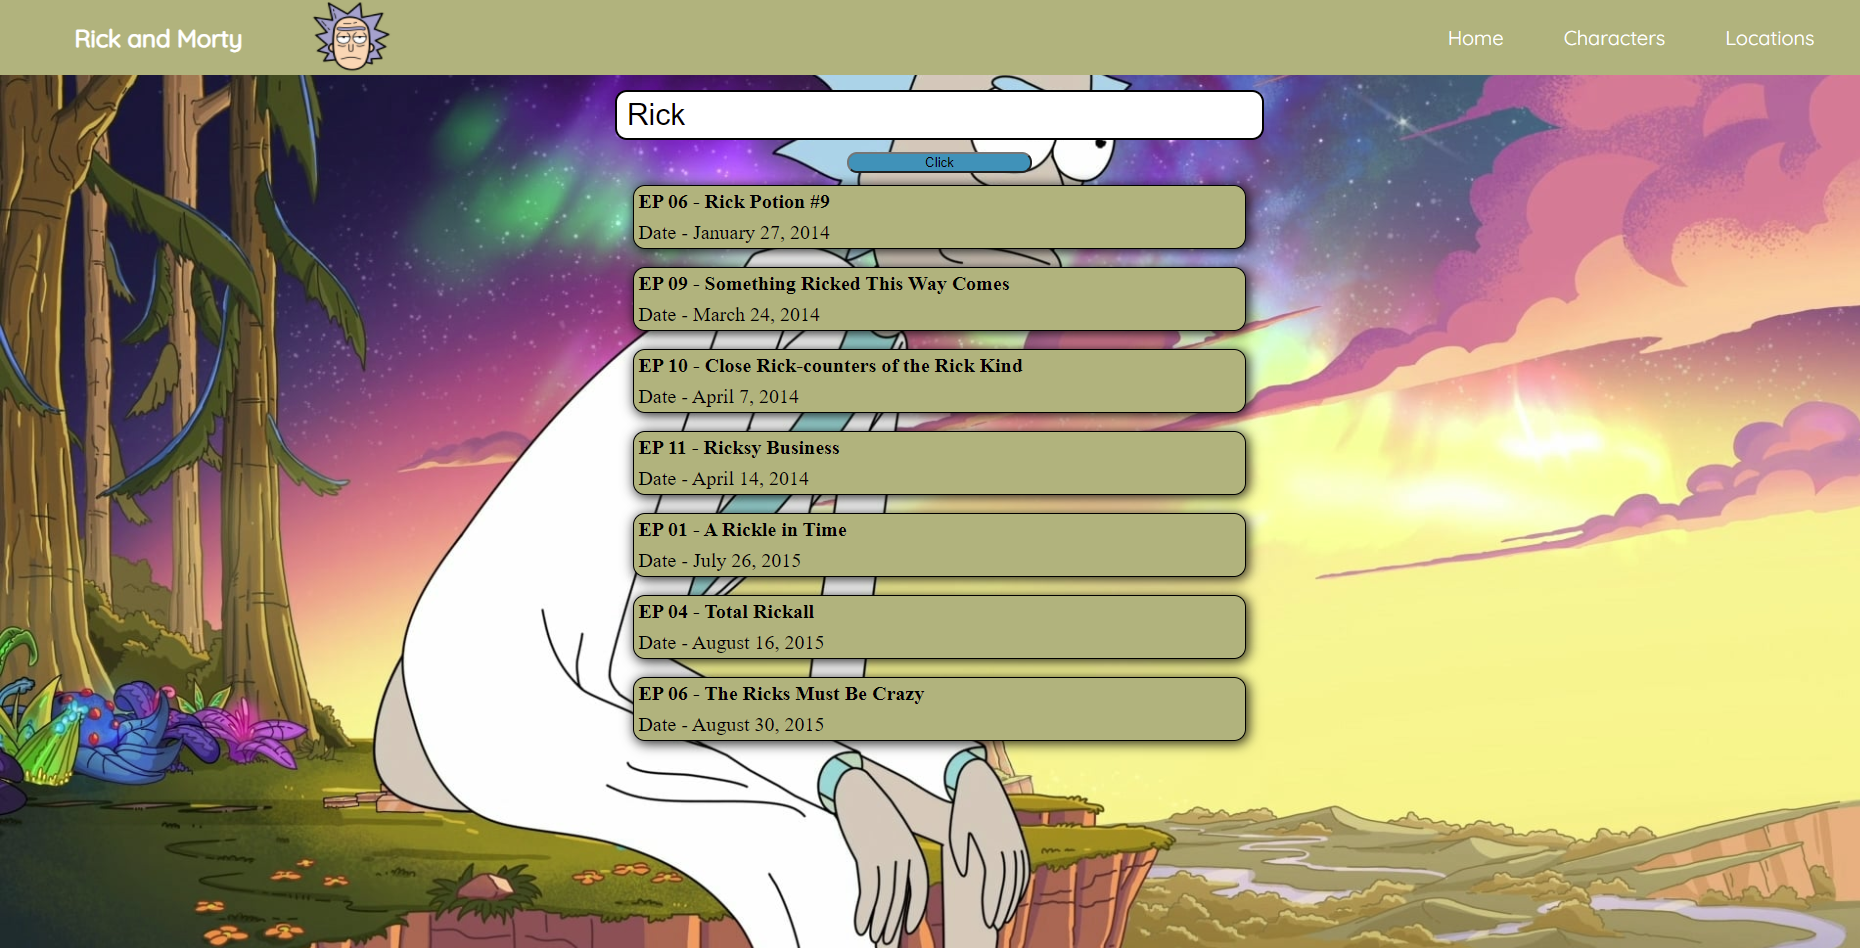 Rick and Morty
Home
Characters
Locations
Rick
Click
EP 06 - Rick Potion #9
Date - January 27, 2014
EP 09 - Something Ricked This Way Comes
Date - March 24, 2014
EP 10 - Close Rick-counters of the Rick Kind
Date - April 7, 2014
EP 11 - Ricksy Business
Date - April 14, 2014
EP 01 - A Rickle in Time
Date - July 26, 2015
EP 04 - Total Rickall
Date - August 16, 2015
EP 06 - The Ricks Must Be Crazy
Date - August 30, 2015